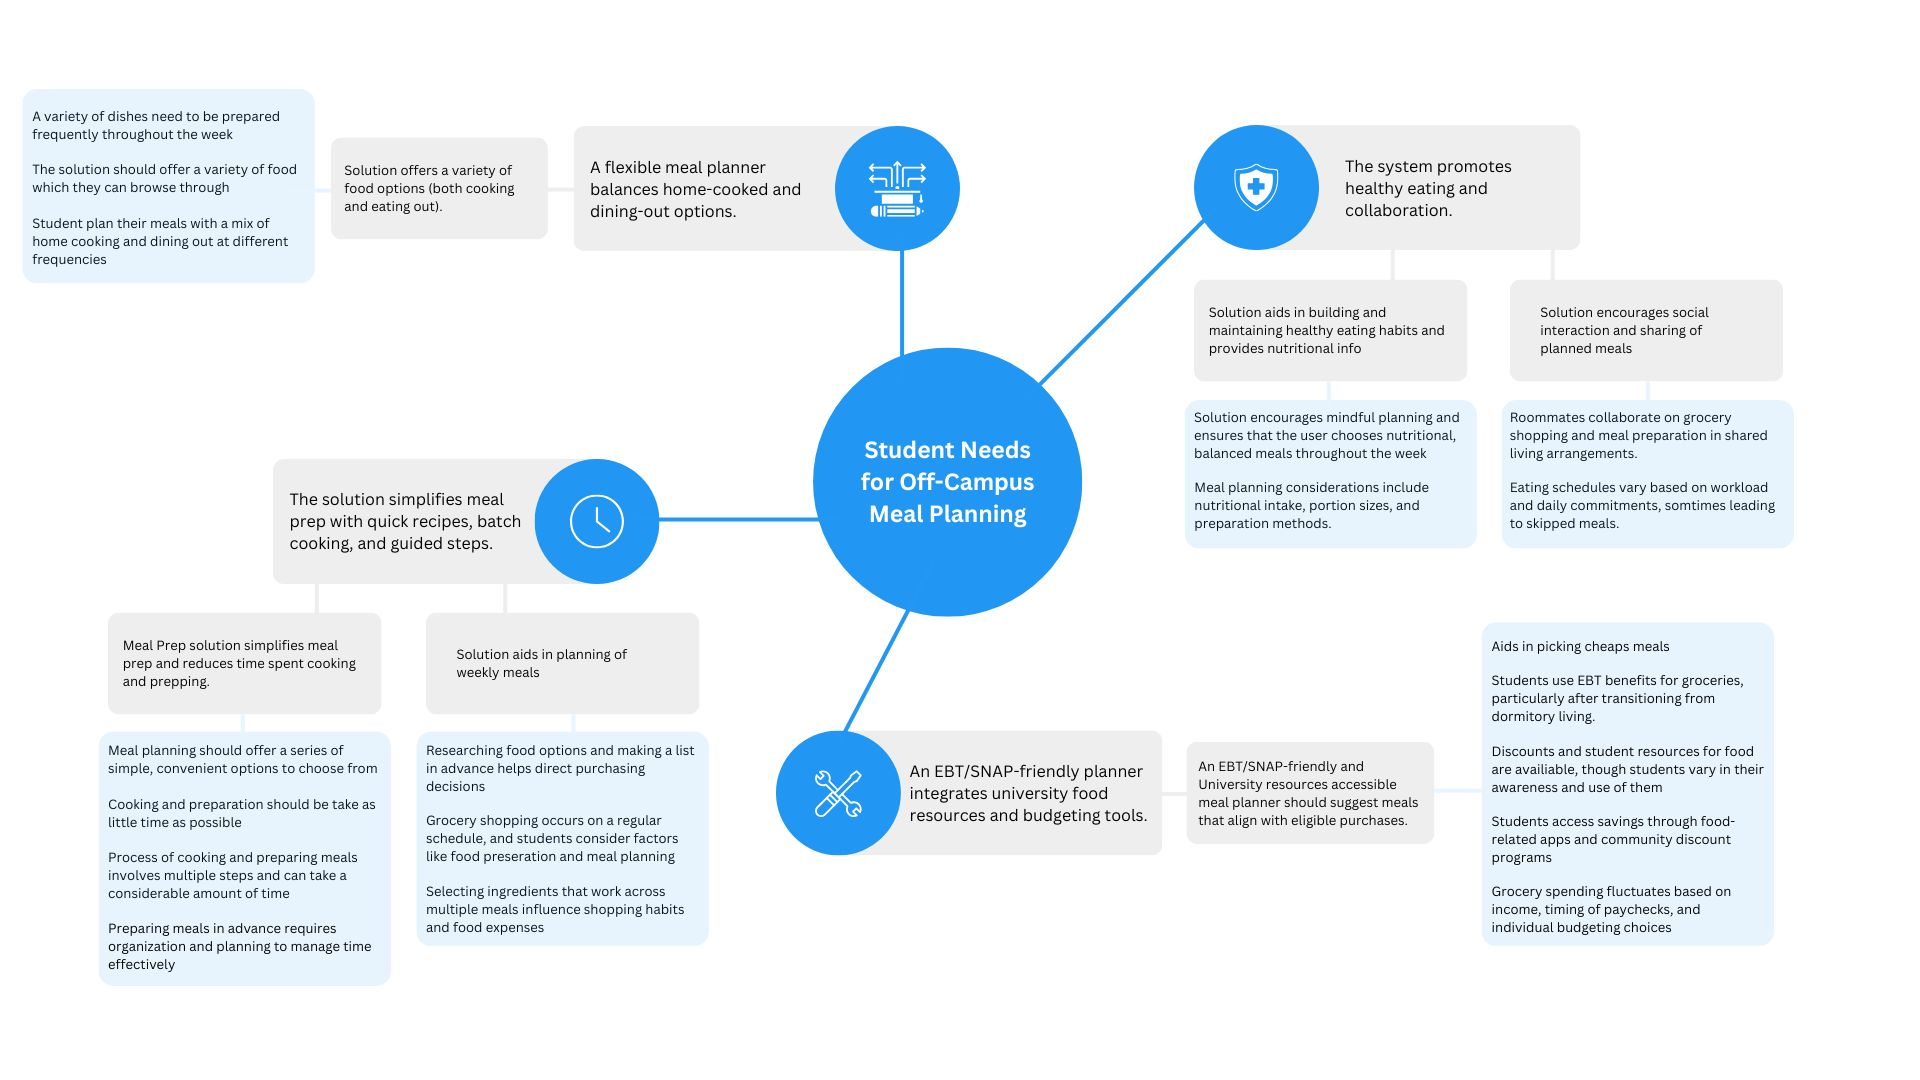 A variety of dishes need to be prepared
frequently throughout the week
The solution should offer a variety of food
which they can browse through
Student plan their meals with a mix of
home cooking and dining out at different
frequencies
Solution offers a variety of
food options (both cooking
and eating out).
A flexible meal planner
balances home-cooked and
dining-out options.
The system promotes
healthy eating and
collaboration.
Solution aids in building and
maintaining healthy eating habits and
provides nutritional info
Solution encourages social
interaction and sharing of
planned meals
Solution encourages mindful planning and
ensures that the user chooses nutritional,
balanced meals throughout the week
Meal planning considerations include
nutritional intake, portion sizes, and
preparation methods.
Roommates collaborate on grocery
shopping and meal preparation in shared
living arrangements.
Eating schedules vary based on workload
and daily commitments, somtimes leading
to skipped meals.
Student Needs
for Off-Campus
Meal Planning
The solution simplifies meal
prep with quick recipes, batch
cooking, and guided steps.
Meal Prep solution simplifies meal
prep and reduces time spent cooking
and prepping.
Solution aids in planning of
weekly meals
Meal planning should offer a series of
simple, convenient options to choose from
Cooking and preparation should be take as
little time as possible
Process of cooking and preparing meals
involves multiple steps and can take a
considerable amount of time
Preparing meals in advance requires
organization and planning to manage time
effectively
Researching food options and making a list
in advance helps direct purchasing
decisions
Grocery shopping occurs on a regular
schedule, and students consider factors
like food preseration and meal planning
Selecting ingredients that work across
multiple meals influence shopping habits
and food expenses
An EBT/SNAP-friendly planner
integrates university food
resources and budgeting tools.
An EBT/SNAP-friendly and
University resources accessible
meal planner should suggest meals
that align with eligible purchases.
Aids in picking cheaps meals
Students use EBT benefits for groceries,
particularly after transitioning from
dormitory living.
Discounts and student resources for food
are availiable, though students vary in their
awareness and use of them
Students access savings through food-
related apps and community discount
programs
Grocery spending fluctuates based on
income, timing of paychecks, and
individual budgeting choices